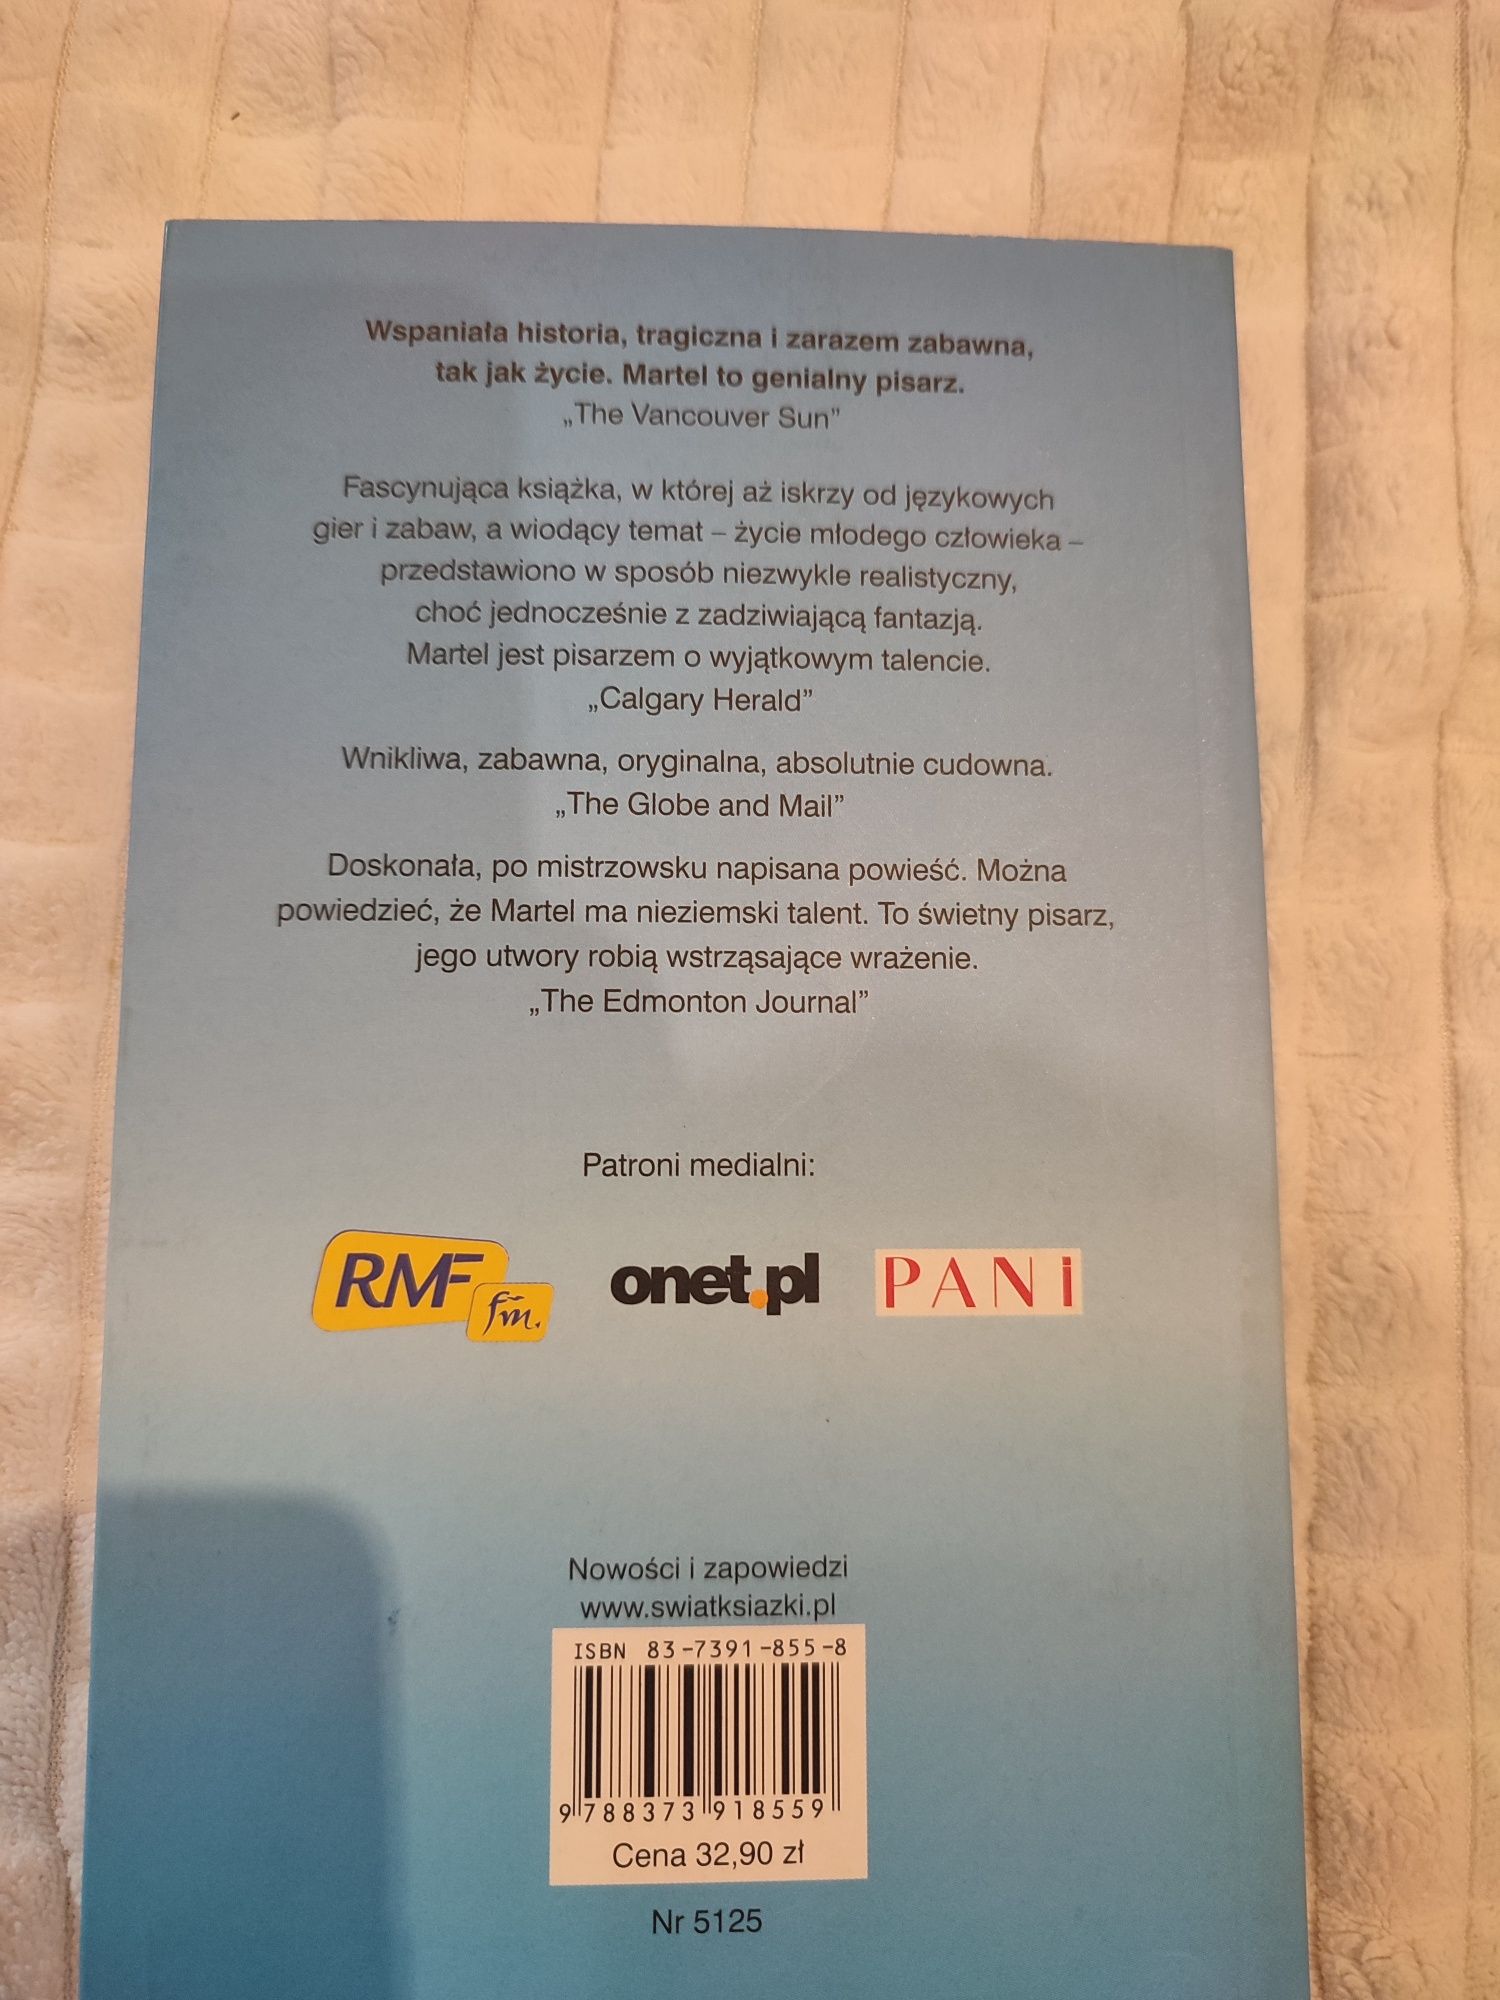 Wspaniała historia, tragiczna i zarazem zabawna,
tak jak życie. Martel to genialny pisarz.
„The Vancouver Sun”
Fascynująca książka, w której aż iskrzy od językowych
gier i zabaw, a wiodący temat – życie młodego człowieka –
przedstawiono w sposób niezwykle realistyczny,
choć jednocześnie z zadziwiającą fantazją.
Martel jest pisarzem o wyjątkowym talencie.
„Calgary Herald”
Wnikliwa, zabawna, oryginalna, absolutnie cudowna.
„The Globe and Mail”
Doskonała, po mistrzowsku napisana powieść. Można
powiedzieć, że Martel ma nieziemski talent. To świetny pisarz,
jego utwory robią wstrząsające wrażenie.
„The Edmonton Journal”
Patroni medialni:
RMF fm. onet.pl PANi
Nowości i zapowiedzi
www.swiatksiazki.pl
ISBN 83-7391-855-8
9 788373 918559
Cena 32,90 zł
Nr 5125